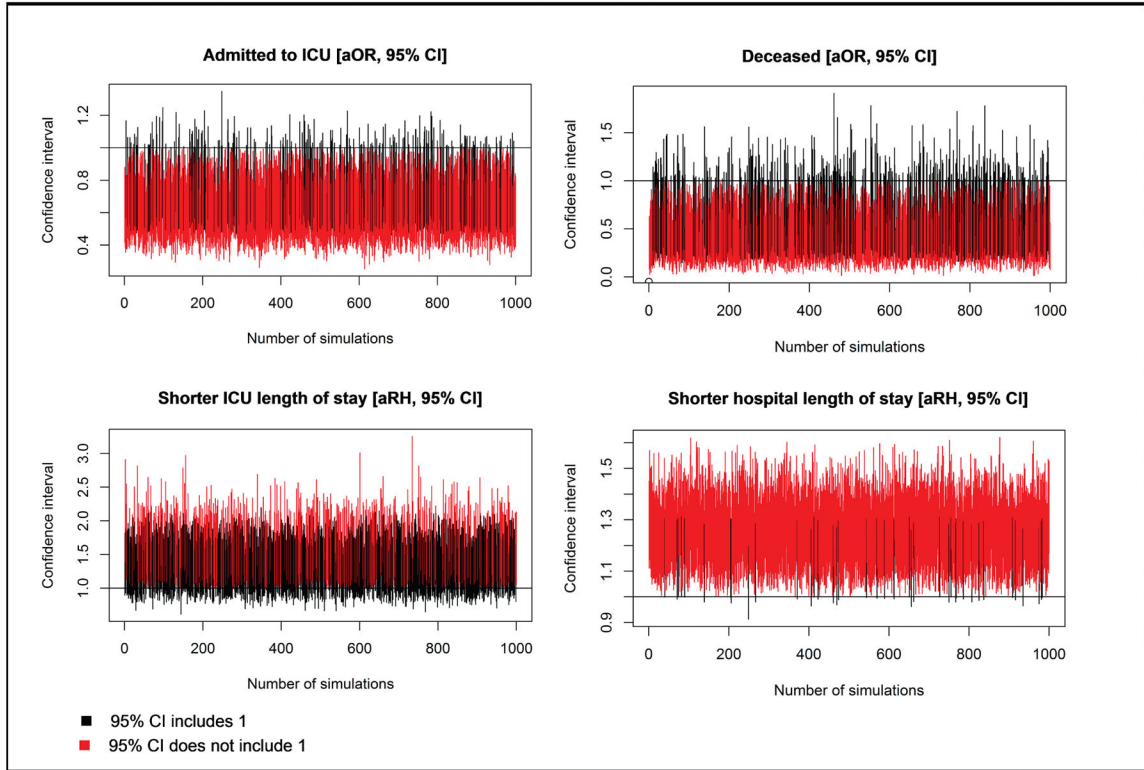 Admitted to ICU [aOR, 95% CI]
Confidence interval
1.2
0.8
0.4
0 200 400 600 800 1000
Number of simulations
Deceased [aOR, 95% CI]
Confidence interval
1.5
1.0
0.5
0.0
0 200 400 600 800 1000
Number of simulations
Shorter ICU length of stay [aRH, 95% CI]
Confidence interval
3.0
2.5
2.0
1.5
1.0
0 200 400 600 800 1000
Number of simulations
Shorter hospital length of stay [aRH, 95% CI]
Confidence interval
1.5
1.3
1.1
0.9
0 200 400 600 800 1000
Number of simulations
95% CI includes 1
95% CI does not include 1